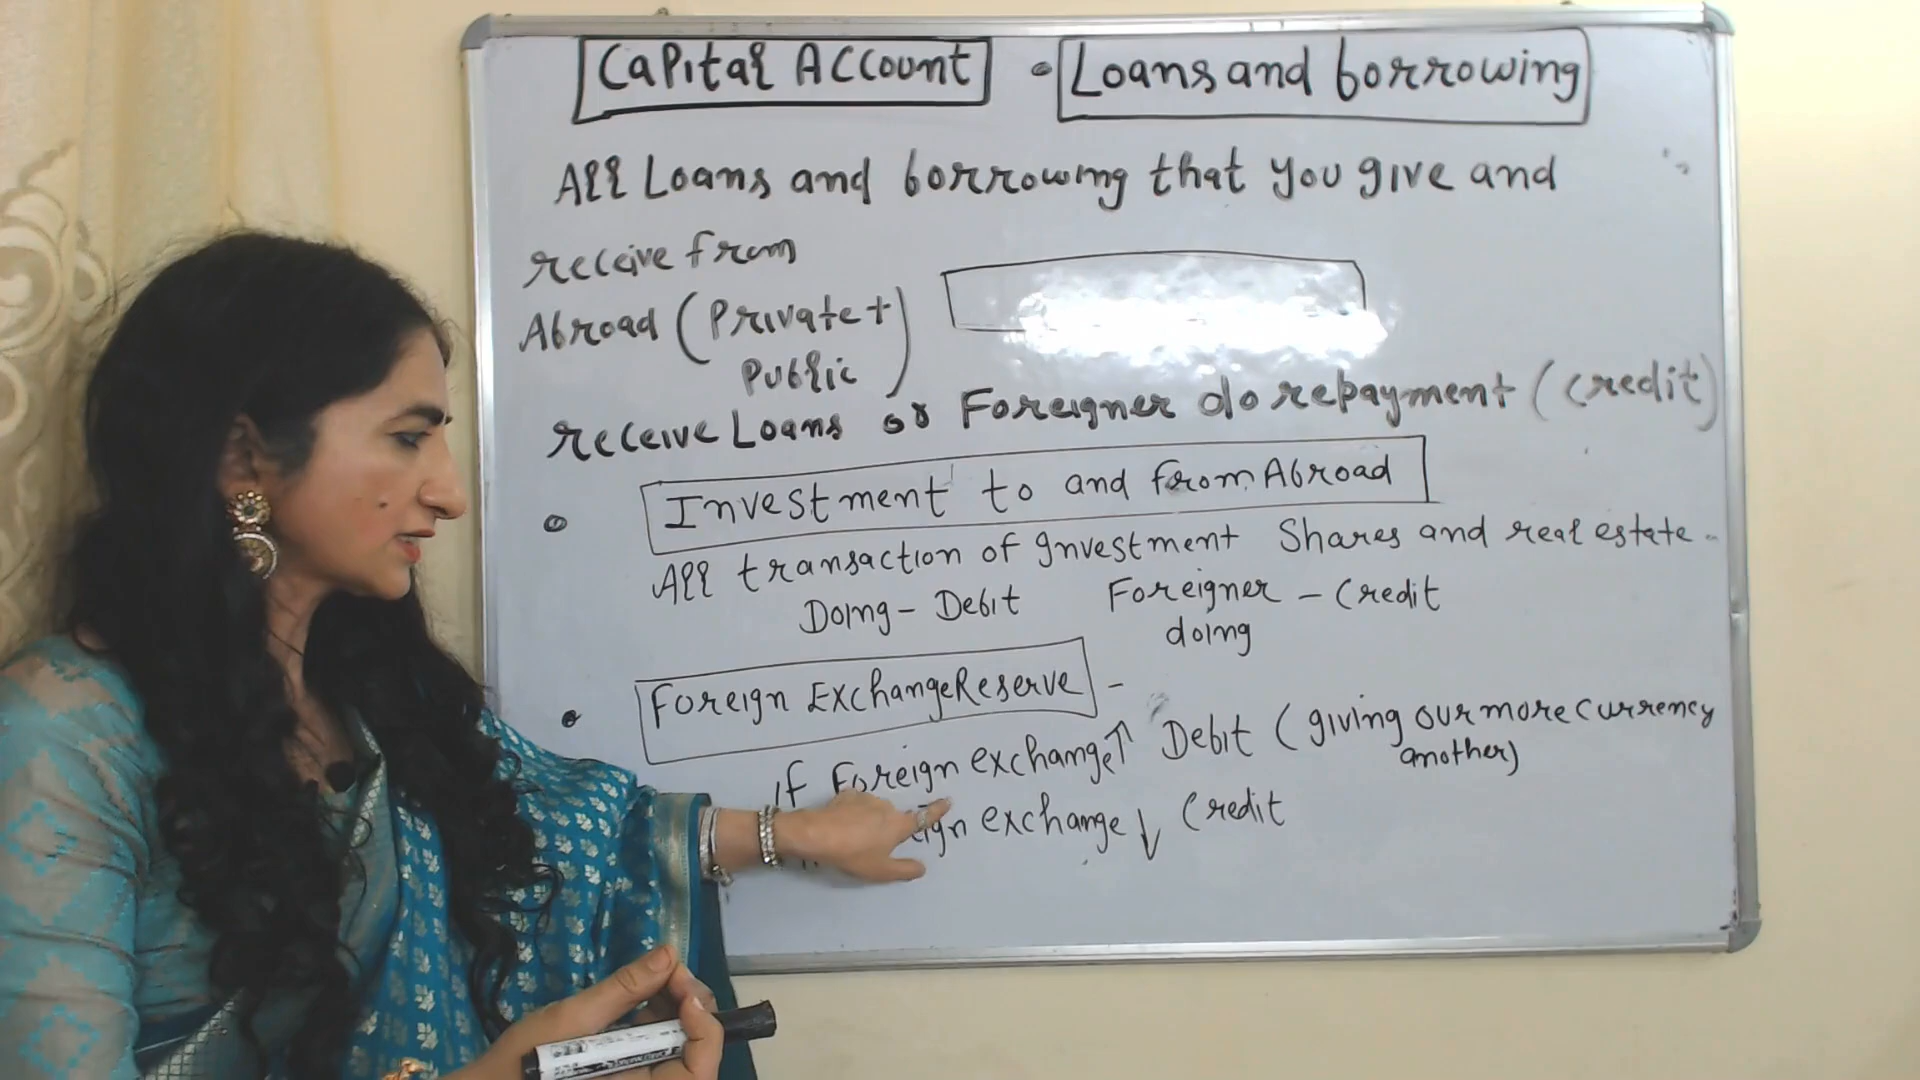 Capital Account • Loans and borrowing
All Loans and borrowing that you give and
receive from
Abroad (Private +
Public)
receive Loans or Foreigner do repayment (Credit)
• Investment to and from Abroad
All transaction of Investment Shares and real estate.
Doing - Debit Foreigner - Credit
doing
• Foreign Exchange Reserve -
if Foreign exchange ↑ Debit (giving our more currency
another)
exchange ↓ Credit